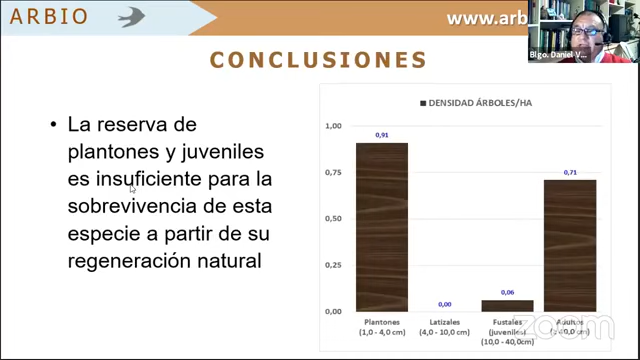 ARBIO
www.arb
Blgo. Daniel V...
CONCLUSIONES
• La reserva de
plantones y juveniles
es insuficiente para la
sobrevivencia de esta
especie a partir de su
regeneración natural
DENSIDAD ÁRBOLES/HA
1,00
0,75
0,50
0,25
0,00
0,91
0,00
0,06
0,71
Plantones
(1,0 - 4,0 cm)
Latizales
(4,0 - 10,0 cm)
Fustales
(juveniles)
(10,0 - 40,0cm)
Adultos
zoom